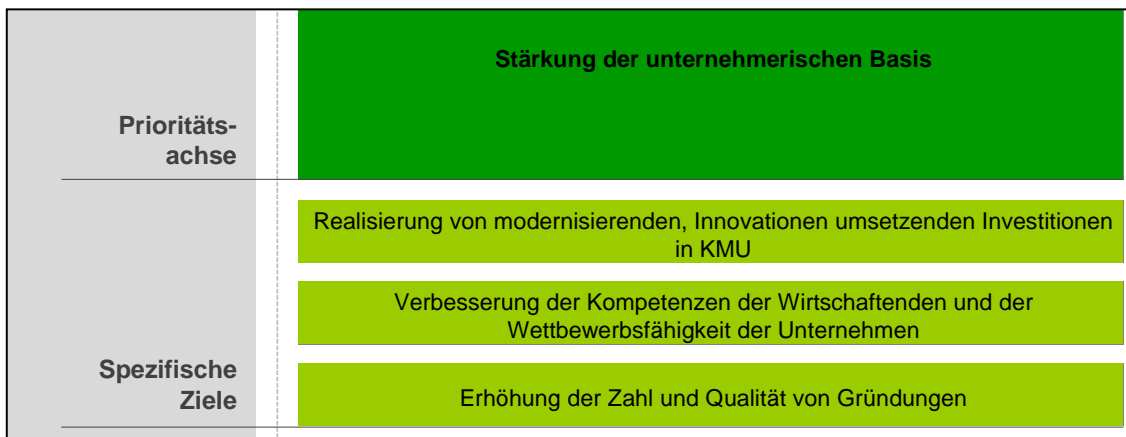 Stärkung der unternehmerischen Basis
Prioritäts-
achse
Realisierung von modernisierenden, Innovationen umsetzenden Investitionen
in KMU
Verbesserung der Kompetenzen der Wirtschaftenden und der
Wettbewerbsfähigkeit der Unternehmen
Spezifische
Ziele
Erhöhung der Zahl und Qualität von Gründungen